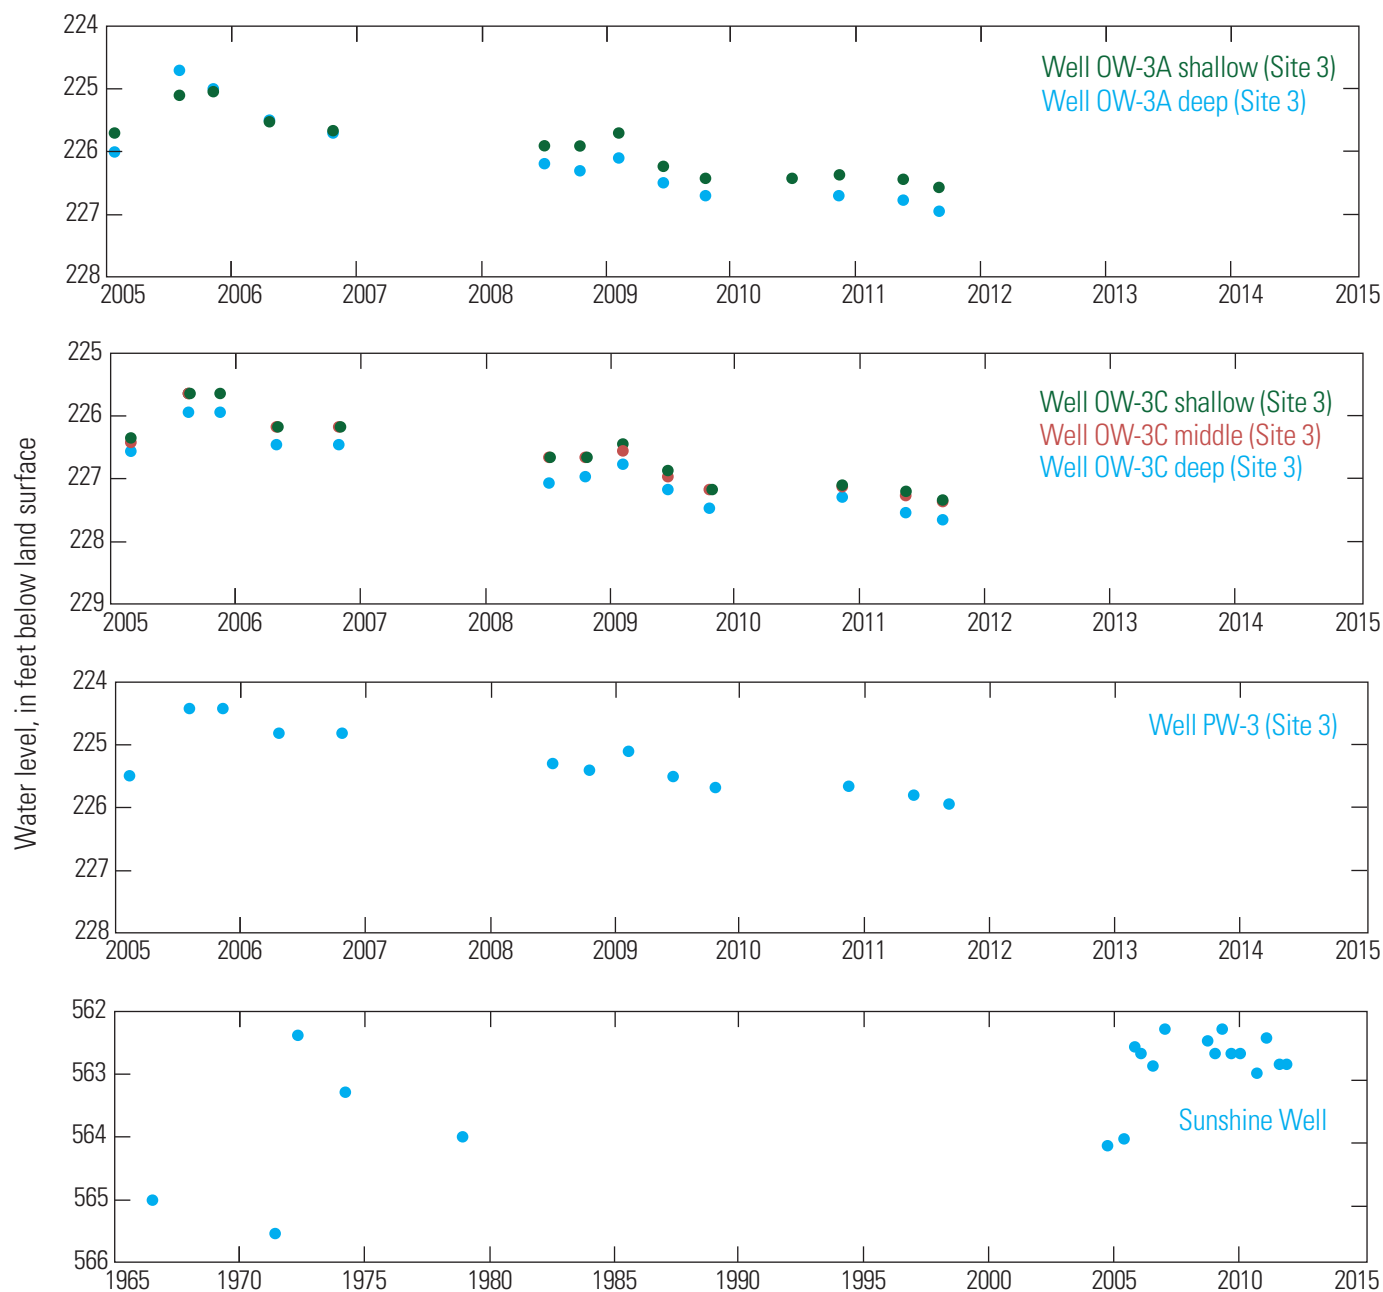 224
225
226
227
228
2005 2006 2007 2008 2009 2010 2011 2012 2013 2014 2015
Well OW-3A shallow (Site 3)
Well OW-3A deep (Site 3)
225
226
227
228
229
2005 2006 2007 2008 2009 2010 2011 2012 2013 2014 2015
Well OW-3C shallow (Site 3)
Well OW-3C middle (Site 3)
Well OW-3C deep (Site 3)
Water level, in feet below land surface
224
225
226
227
228
2005 2006 2007 2008 2009 2010 2011 2012 2013 2014 2015
Well PW-3 (Site 3)
562
563
564
565
566
1965 1970 1975 1980 1985 1990 1995 2000 2005 2010 2015
Sunshine Well